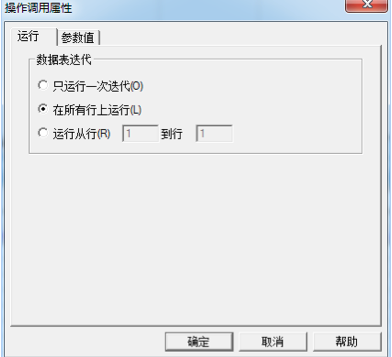 操作调用属性
运行 参数值
数据表迭代
只运行一次迭代(O)
在所有行上运行(L)
运行从行(R) 1 到行 1
确定 取消 帮助